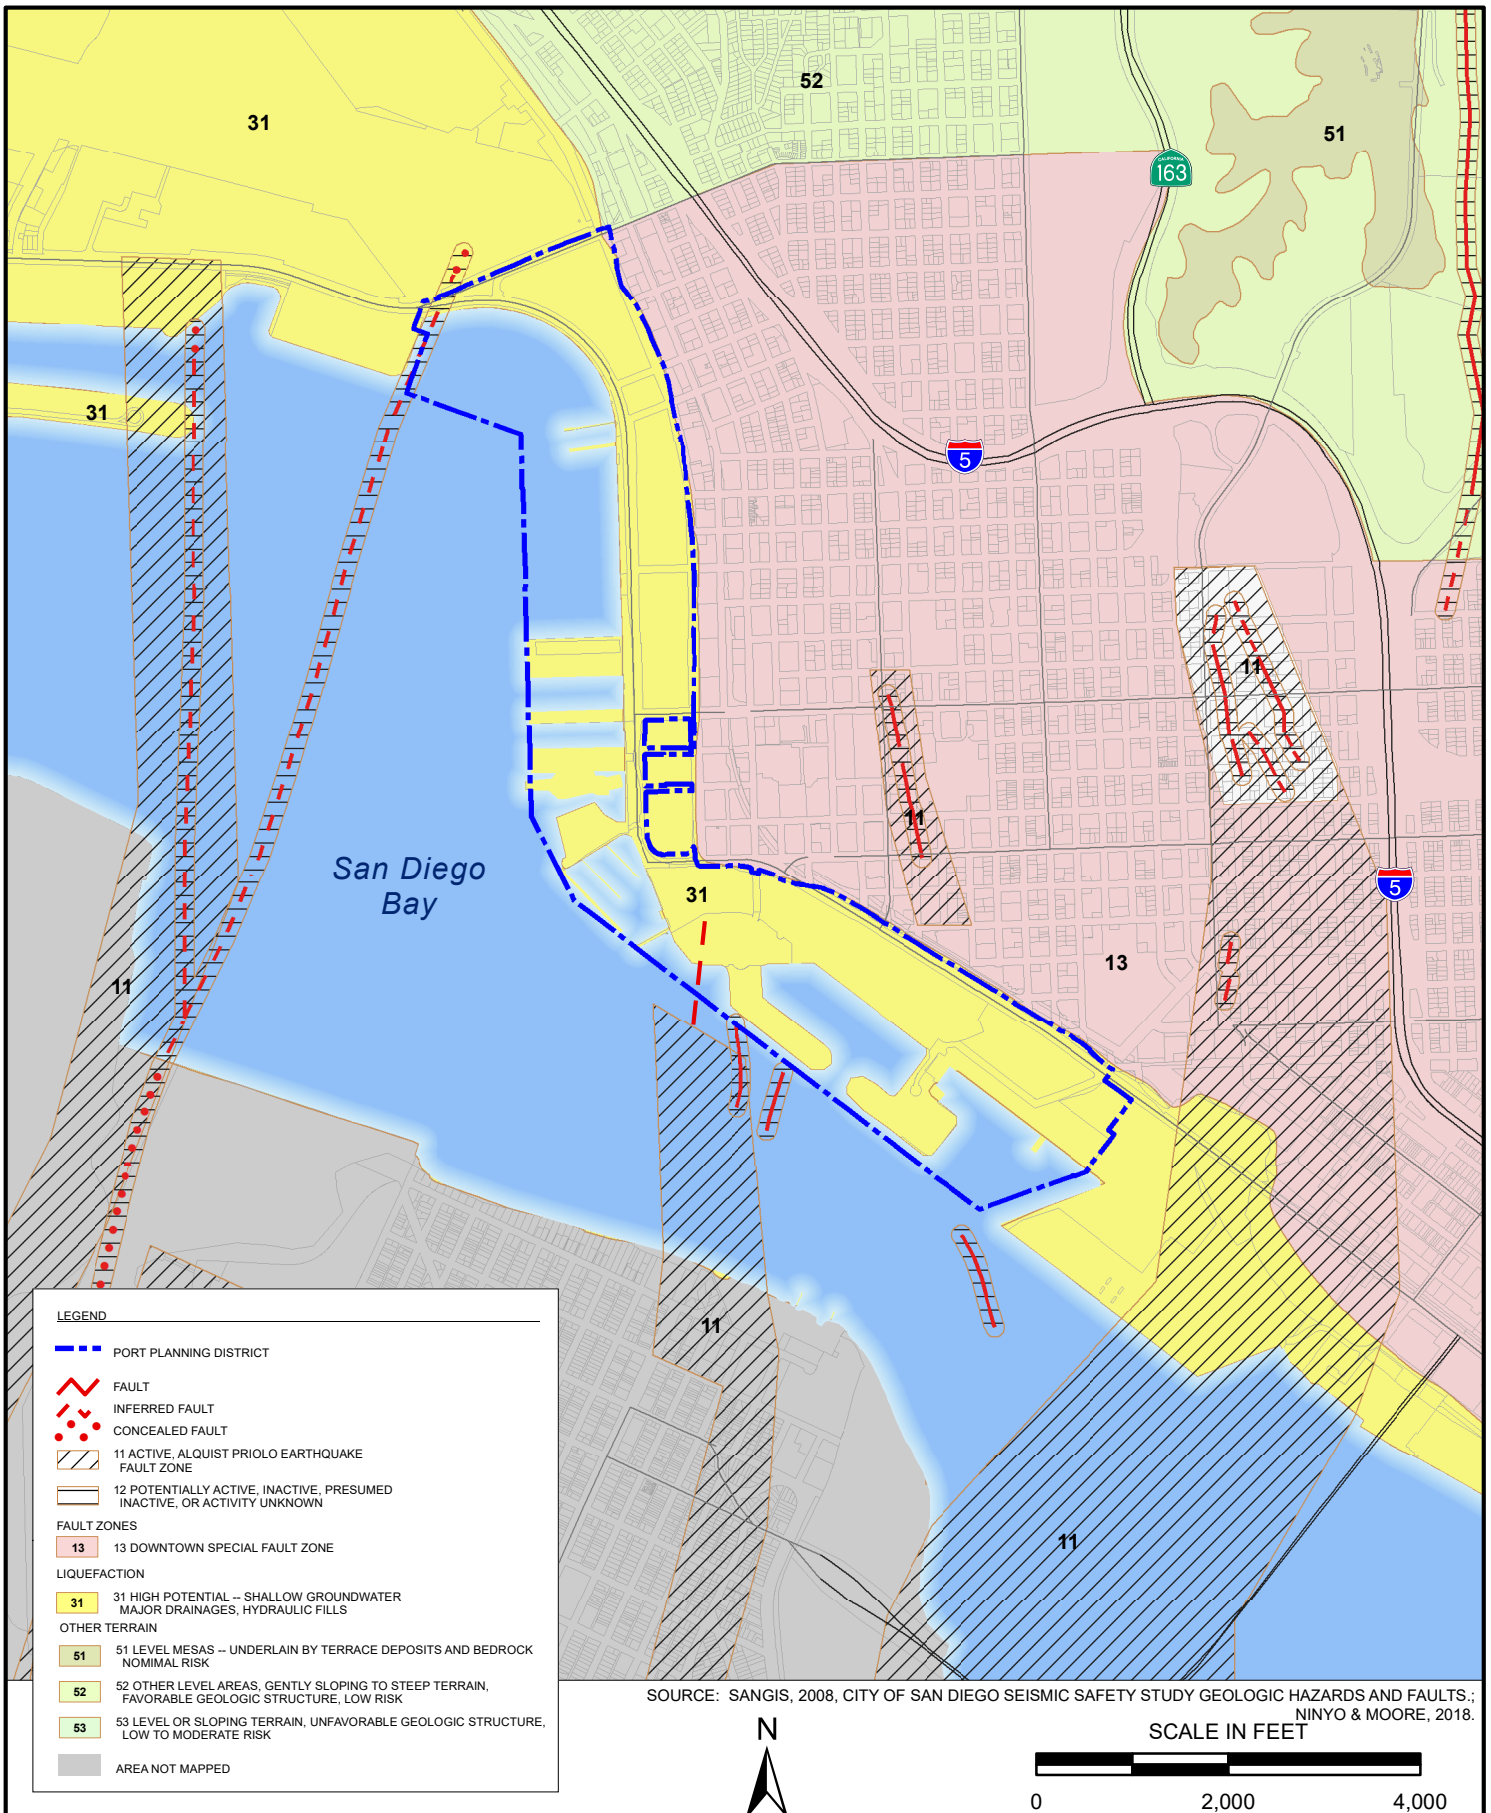 52
31
51
CALIFORNIA
163
31
5
11
11
San Diego
Bay
5
31
13
11
11
11
LEGEND
PORT PLANNING DISTRICT
FAULT
INFERRED FAULT
CONCEALED FAULT
11 ACTIVE, ALQUIST PRIOLO EARTHQUAKE
FAULT ZONE
12 POTENTIALLY ACTIVE, INACTIVE, PRESUMED
INACTIVE, OR ACTIVITY UNKNOWN
FAULT ZONES
13 13 DOWNTOWN SPECIAL FAULT ZONE
LIQUEFACTION
31 31 HIGH POTENTIAL -- SHALLOW GROUNDWATER
MAJOR DRAINAGES, HYDRAULIC FILLS
OTHER TERRAIN
51 51 LEVEL MESAS -- UNDERLAIN BY TERRACE DEPOSITS AND BEDROCK
NOMIMAL RISK
52 52 OTHER LEVEL AREAS, GENTLY SLOPING TO STEEP TERRAIN,
FAVORABLE GEOLOGIC STRUCTURE, LOW RISK
53 53 LEVEL OR SLOPING TERRAIN, UNFAVORABLE GEOLOGIC STRUCTURE,
LOW TO MODERATE RISK
AREA NOT MAPPED
SOURCE: SANGIS, 2008, CITY OF SAN DIEGO SEISMIC SAFETY STUDY GEOLOGIC HAZARDS AND FAULTS.;
NINYO & MOORE, 2018.
N
SCALE IN FEET
0 2,000 4,000